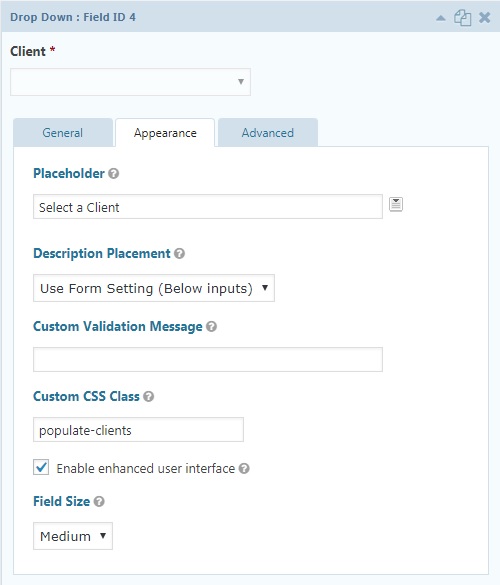 Drop Down : Field ID 4
Client *
General Appearance Advanced
Placeholder
Select a Client
Description Placement
Use Form Setting (Below inputs)
Custom Validation Message
Custom CSS Class
populate-clients
Enable enhanced user interface
Field Size
Medium